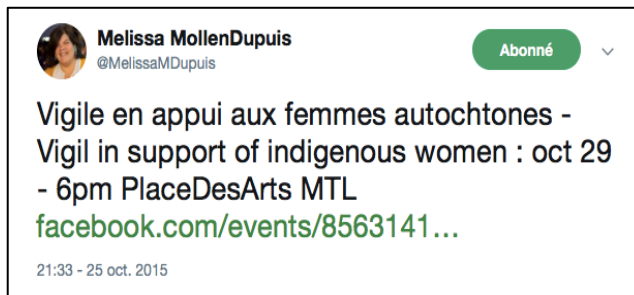 Melissa MollenDupuis
@MelissaMDupuis
Abonné
Vigile en appui aux femmes autochtones -
Vigil in support of indigenous women : oct 29
- 6pm PlaceDesArts MTL
facebook.com/events/8563141...
21:33 - 25 oct. 2015